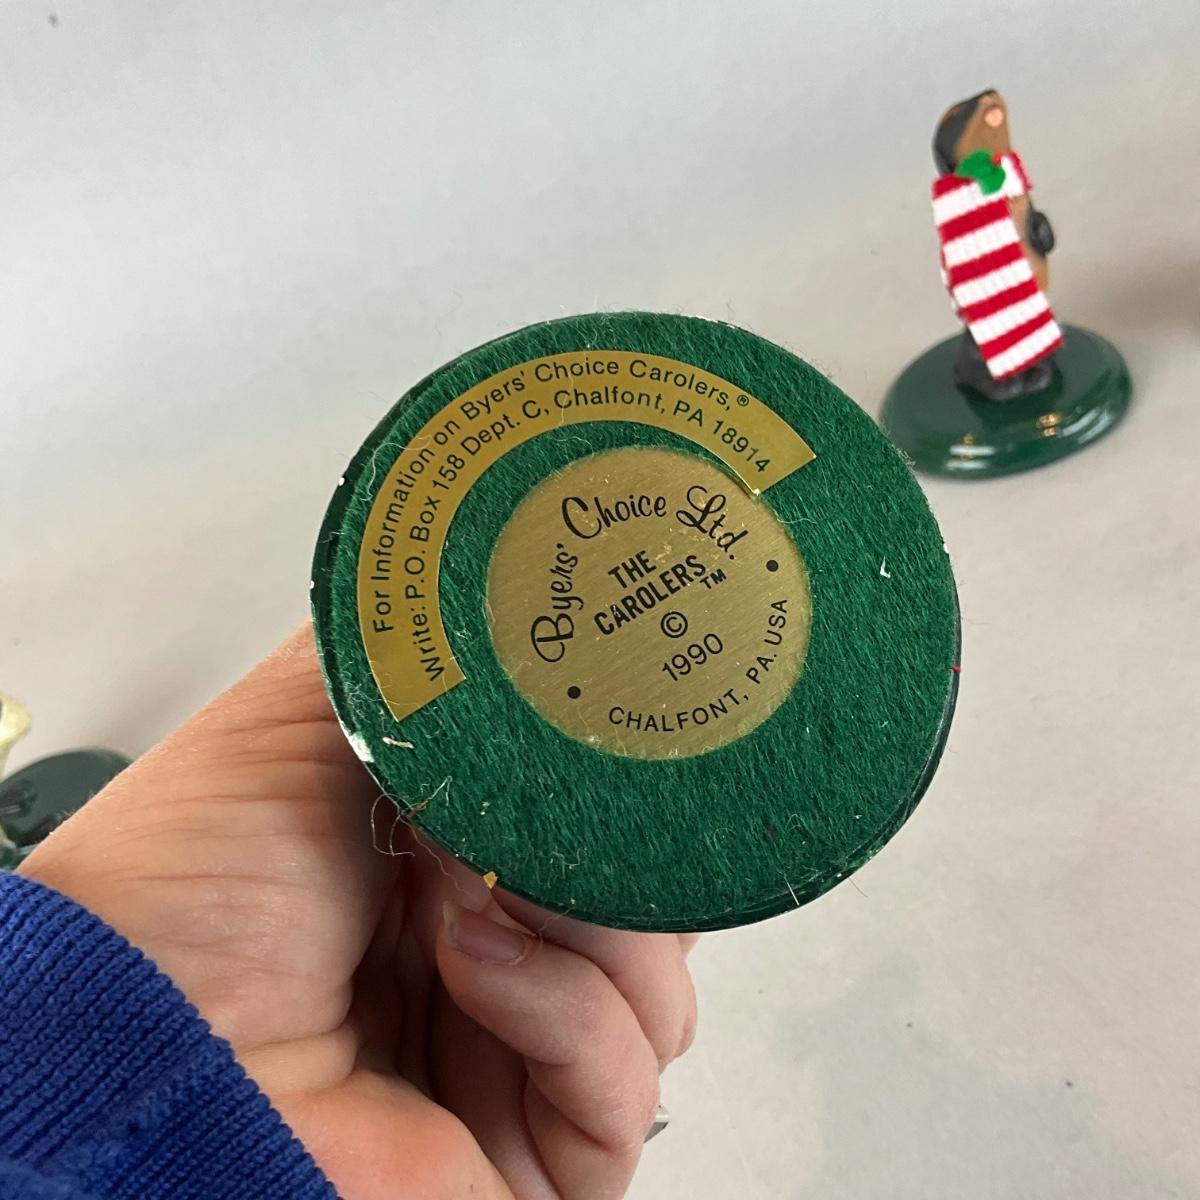 For Information on Byers' Choice Carolers,®
Write: P.O. Box 158 Dept. C, Chalfont, PA 18914
Byers' Choice Ltd.
THE
CAROLERS™
©
1990
CHALFONT, PA. USA